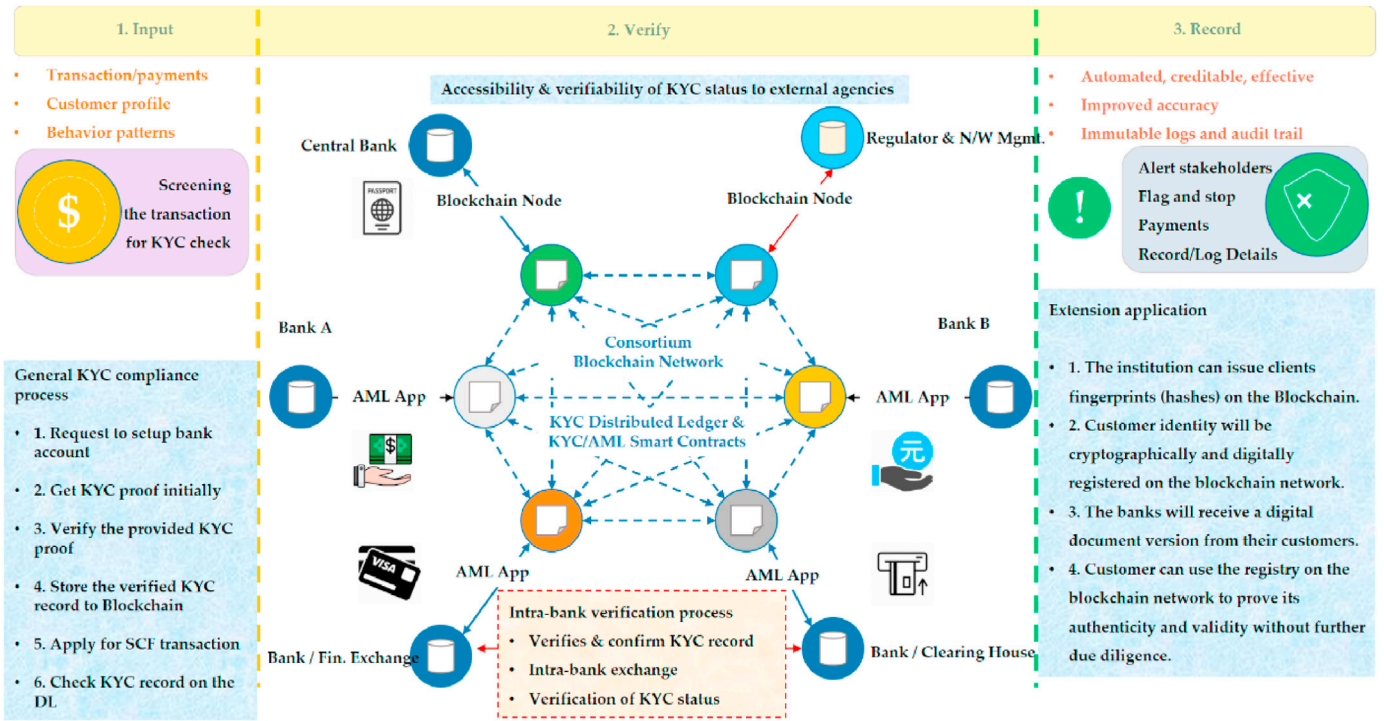 1. Input
2. Verify
3. Record
• Transaction/payments
• Customer profile
• Behavior patterns
Screening
the transaction
for KYC check
$
General KYC compliance
process
• 1. Request to setup bank
account
• 2. Get KYC proof initially
• 3. Verify the provided KYC
proof
• 4. Store the verified KYC
record to Blockchain
• 5. Apply for SCF transaction
• 6. Check KYC record on the
DL
Accessibility & verifiability of KYC status to external agencies
Central Bank
Regulator & N/W Mgmt.
PASSPORT
Blockchain Node
Blockchain Node
Bank A
Bank B
Consortium
Blockchain Network
AML App
AML App
KYC Distributed Ledger &
KYC/AML Smart Contracts
$
元
VISA
AML App
AML App
Intra-bank verification process
• Verifies & confirm KYC record
• Intra-bank exchange
• Verification of KYC status
Bank / Fin. Exchange
Bank / Clearing House
• Automated, creditable, effective
• Improved accuracy
• Immutable logs and audit trail
!
Alert stakeholders
Flag and stop
Payments
Record/Log Details
Extension application
• 1. The institution can issue clients
fingerprints (hashes) on the Blockchain.
• 2. Customer identity will be
cryptographically and digitally
registered on the blockchain network.
• 3. The banks will receive a digital
document version from their customers.
• 4. Customer can use the registry on the
blockchain network to prove its
authenticity and validity without further
due diligence.